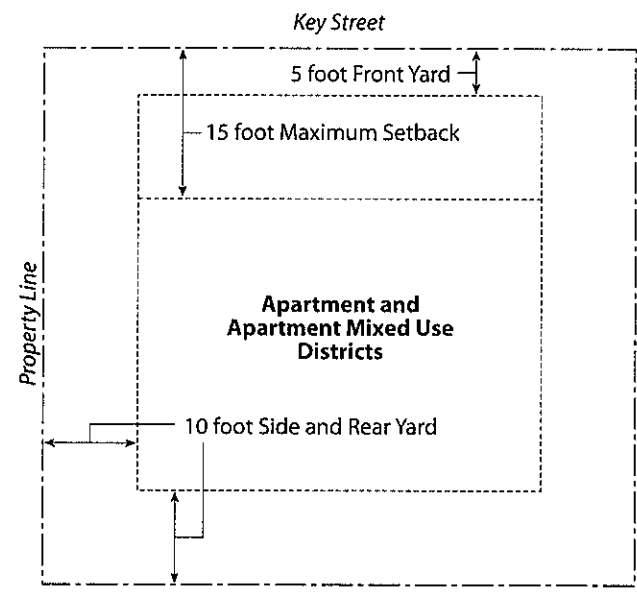 Key Street
5 foot Front Yard
15 foot Maximum Setback
Apartment and
Apartment Mixed Use
Districts
Property Line
10 foot Side and Rear Yard